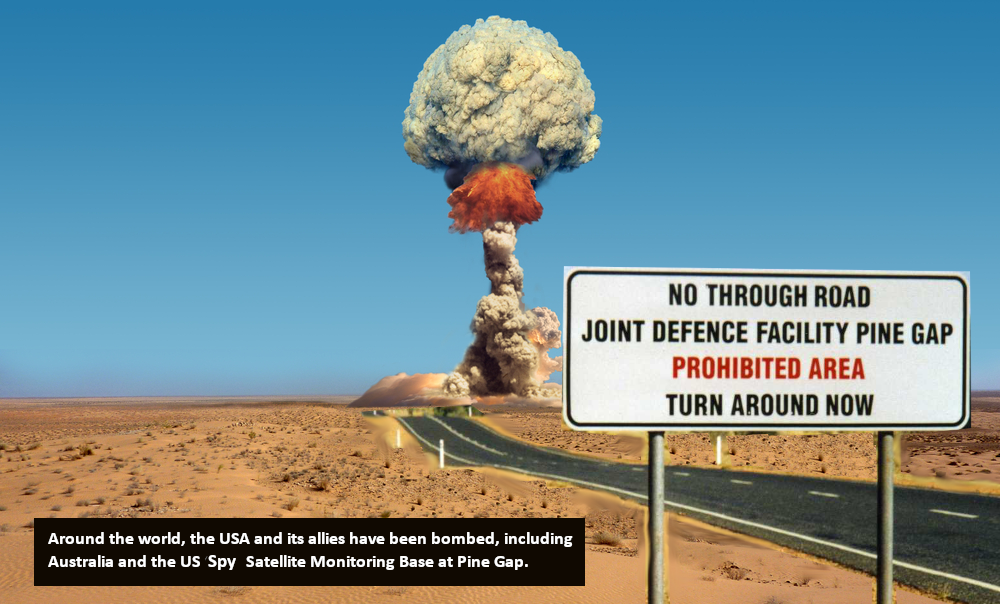 NO THROUGH ROAD
JOINT DEFENCE FACILITY PINE GAP
PROHIBITED AREA
TURN AROUND NOW
Around the world, the USA and its allies have been bombed, including
Australia and the US ‘Spy Satellite Monitoring Base at Pine Gap.